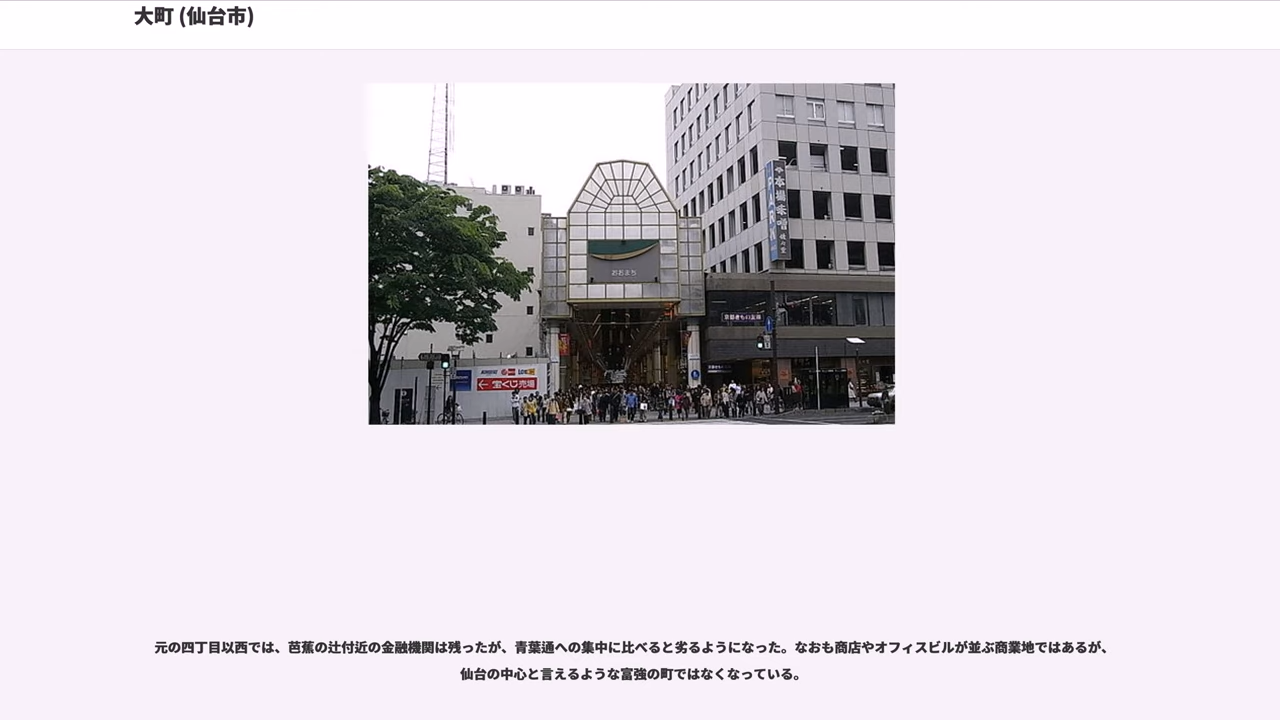 大町 (仙台市)
おおまち
本場味噌
宝くじ売場
元の四丁目以西では、芭蕉の辻付近の金融機関は残ったが、青葉通への集中に比べると劣るようになった。なおも商店やオフィスビルが並ぶ商業地ではあるが、
仙台の中心と言えるような富強の町ではなくなっている。